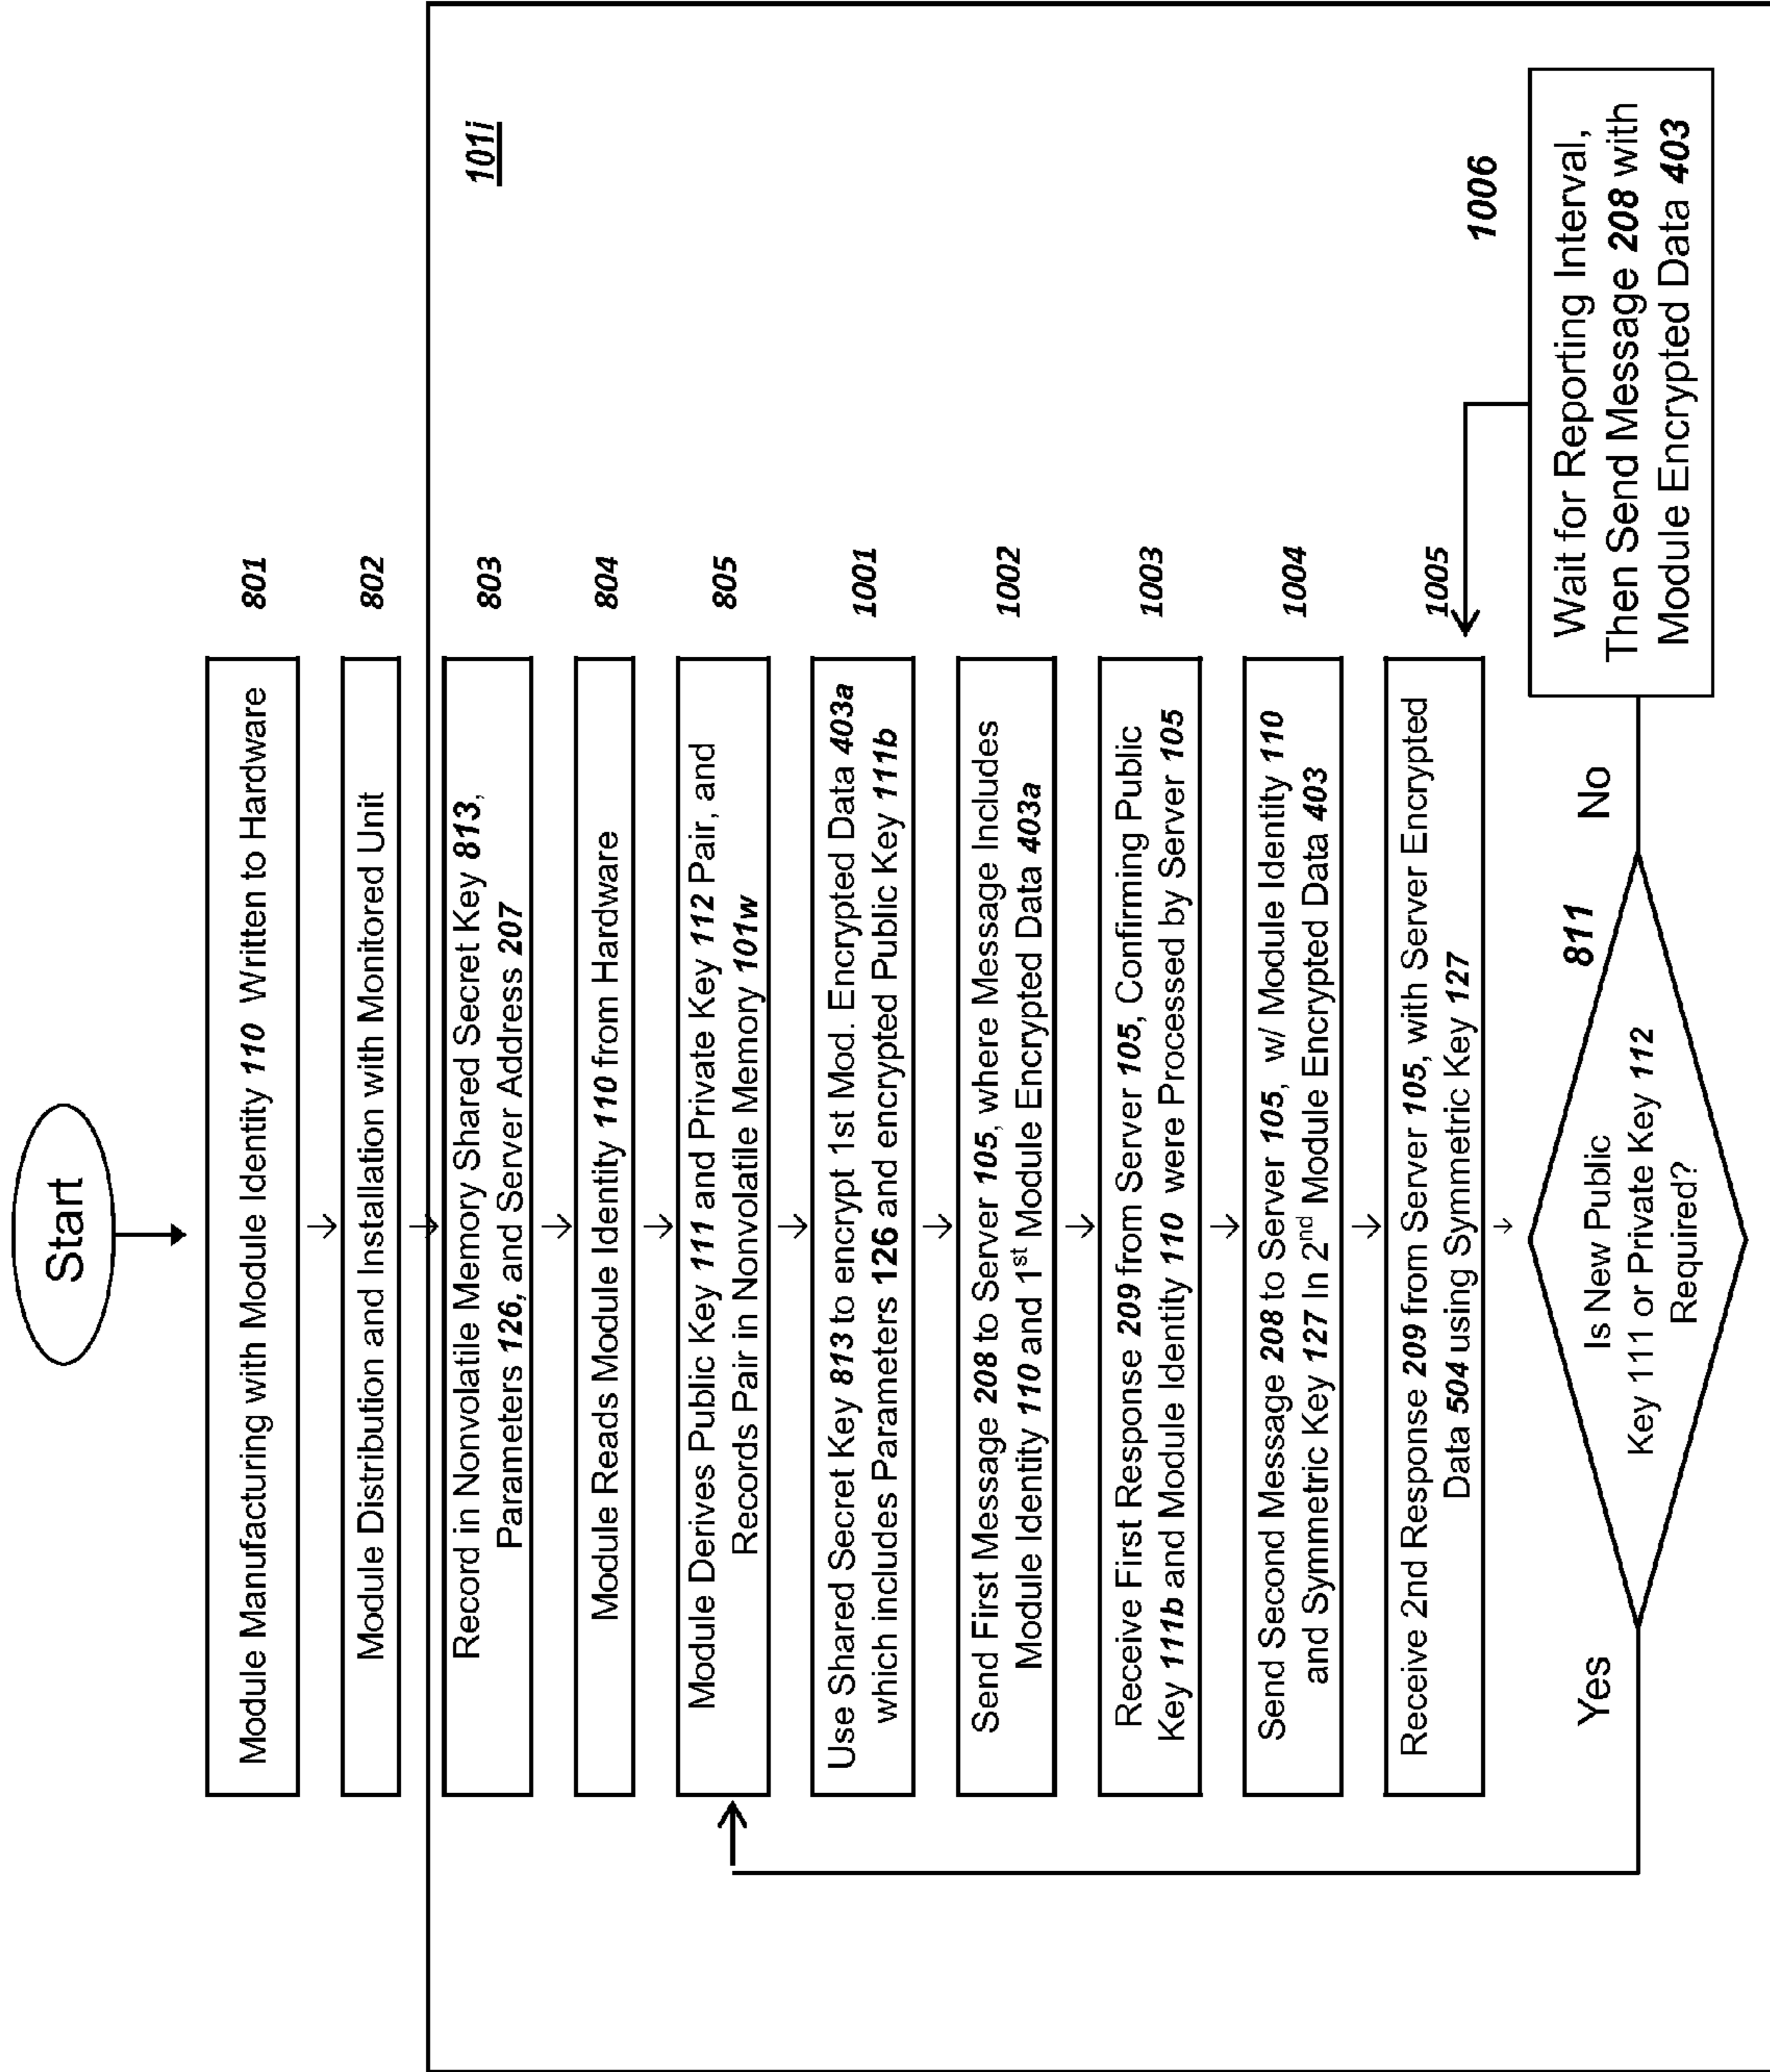 Start
Module Manufacturing with Module Identity 110 Written to Hardware
801
Module Distribution and Installation with Monitored Unit
802
101i
Record in Nonvolatile Memory Shared Secret Key 813,
Parameters 126, and Server Address 207
803
Module Reads Module Identity 110 from Hardware
804
Module Derives Public Key 111 and Private Key 112 Pair, and
Records Pair in Nonvolatile Memory 101w
805
Use Shared Secret Key 813 to encrypt 1st Mod. Encrypted Data 403a
which includes Parameters 126 and encrypted Public Key 111b
1001
Send First Message 208 to Server 105, where Message Includes
Module Identity 110 and 1st Module Encrypted Data 403a
1002
Receive First Response 209 from Server 105, Confirming Public
Key 111b and Module Identity 110 were Processed by Server 105
1003
Send Second Message 208 to Server 105, w/ Module Identity 110
and Symmetric Key 127 In 2nd Module Encrypted Data 403
1004
Receive 2nd Response 209 from Server 105, with Server Encrypted
Data 504 using Symmetric Key 127
1005
811
Is New Public
Key 111 or Private Key 112
Required?
Yes
No
1006
Wait for Reporting Interval,
Then Send Message 208 with
Module Encrypted Data 403